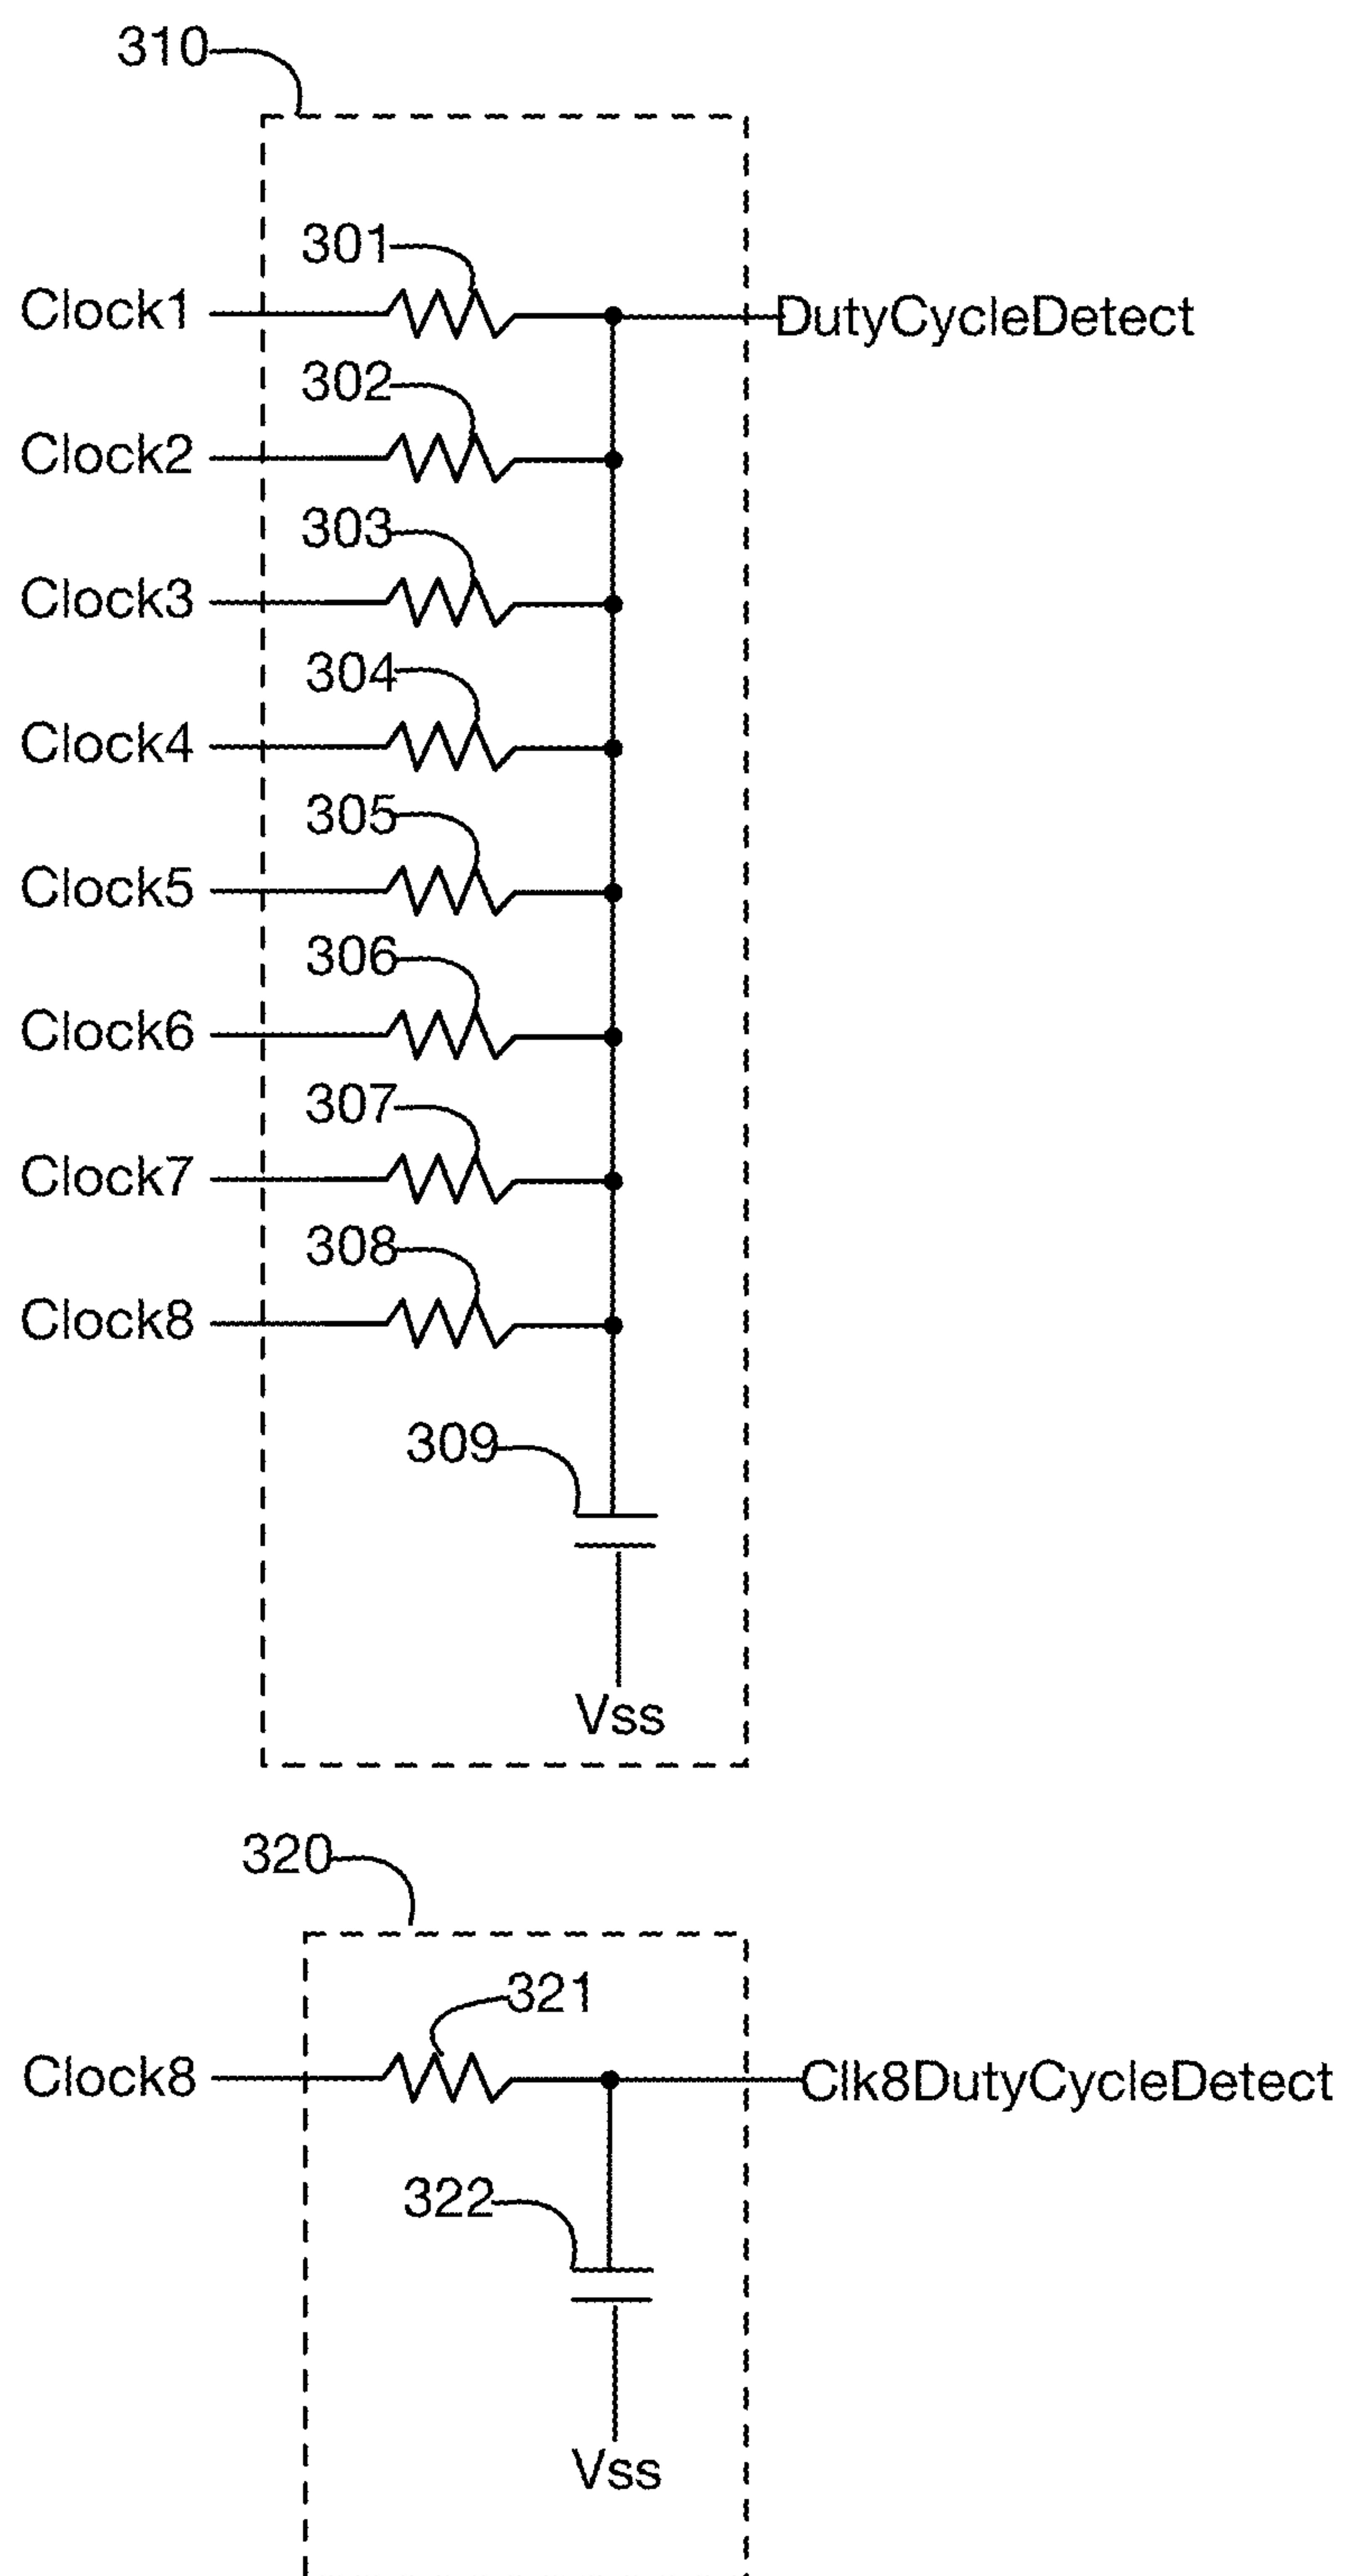 310
301
Clock1
DutyCycleDetect
302
Clock2
303
Clock3
304
Clock4
305
Clock5
306
Clock6
307
Clock7
308
Clock8
309
Vss
320
321
Clock8
Clk8DutyCycleDetect
322
Vss